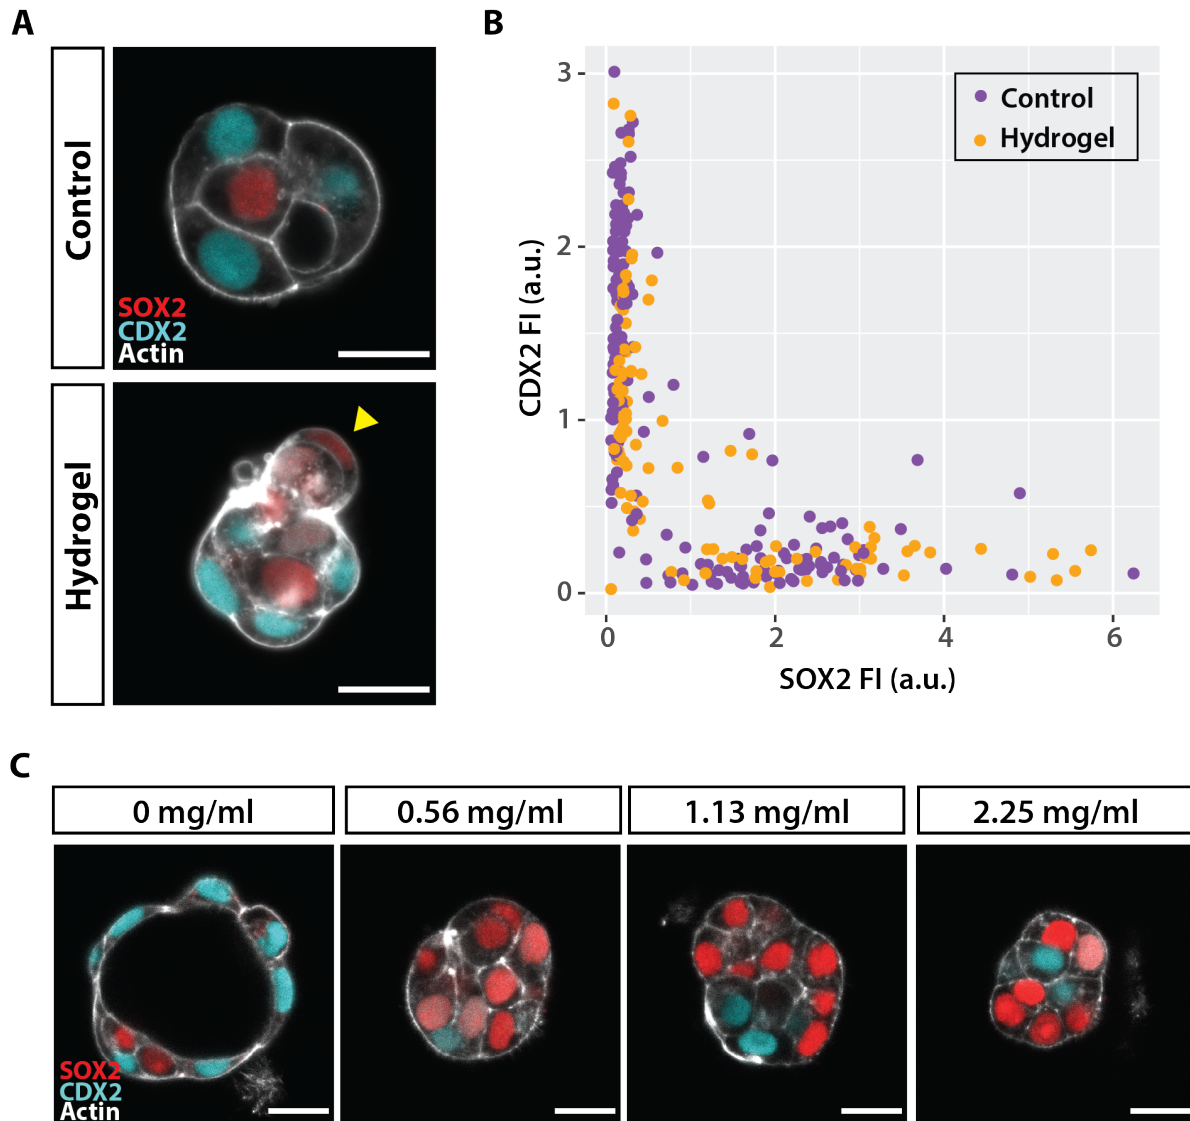 A
B
Control
SOX2
CDX2
Actin
Hydrogel
3
2
1
0
CDX2 FI (a.u.)
Control
Hydrogel
0
2
4
6
SOX2 FI (a.u.)
C
0 mg/ml
0.56 mg/ml
1.13 mg/ml
2.25 mg/ml
SOX2
CDX2
Actin